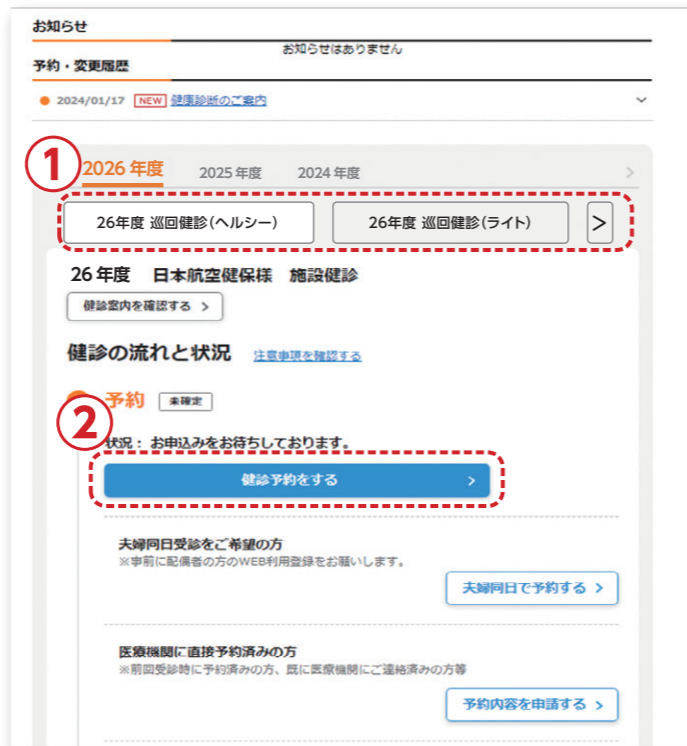 お知らせ
お知らせはありません
予約・変更履歴
2024/01/17 NEW 健康診断のご案内
①
2026 年度 2025 年度 2024 年度 >
26年度 巡回健診(ヘルシー) 26年度 巡回健診(ライト) >
26 年度 日本航空健保様 施設健診
健診案内を確認する >
健診の流れと状況 注意事項を確認する
予約 未確定
②
状況： お申込みをお待ちしております。
健診予約をする >
夫婦同日受診をご希望の方
※事前に配偶者の方のWEB利用登録をお願いします。
夫婦同日で予約する >
医療機関に直接予約済みの方
※前回受診時に予約済みの方、既に医療機関にご連絡済みの方等
予約内容を申請する >